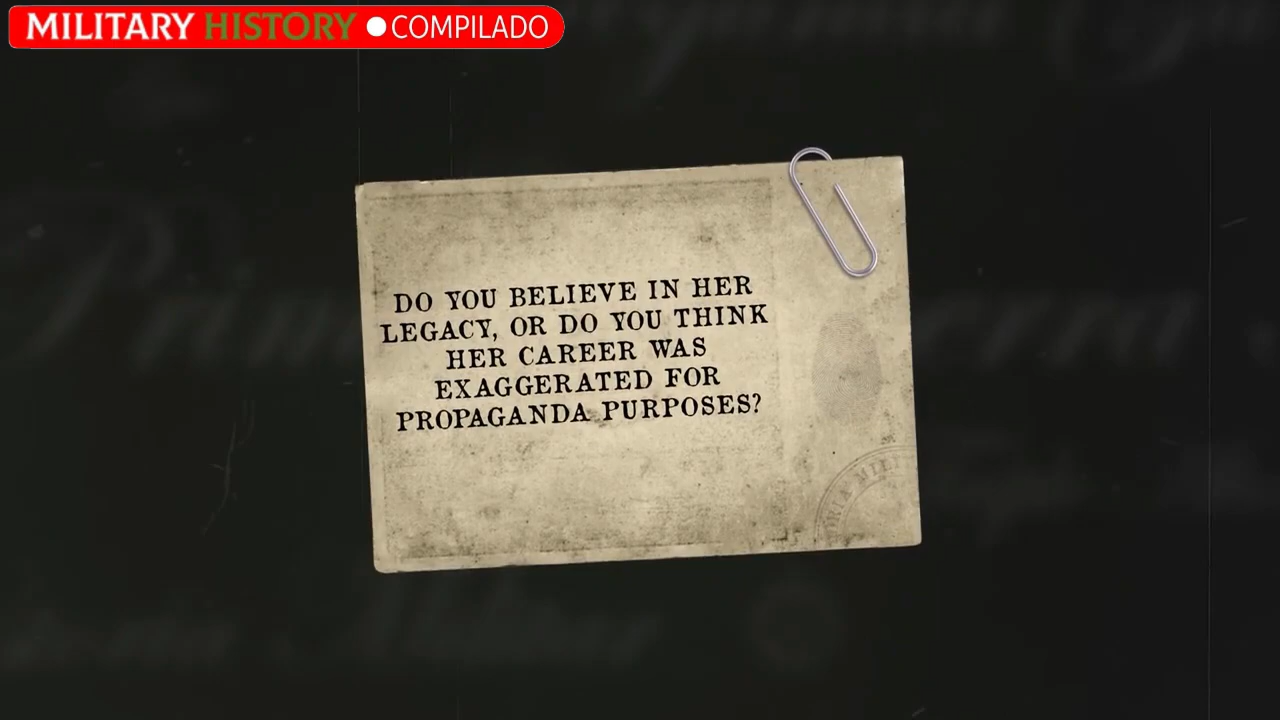 MILITARY HISTORY COMPILADO
DO YOU BELIEVE IN HER
LEGACY, OR DO YOU THINK
HER CAREER WAS
EXAGGERATED FOR
PROPAGANDA PURPOSES?